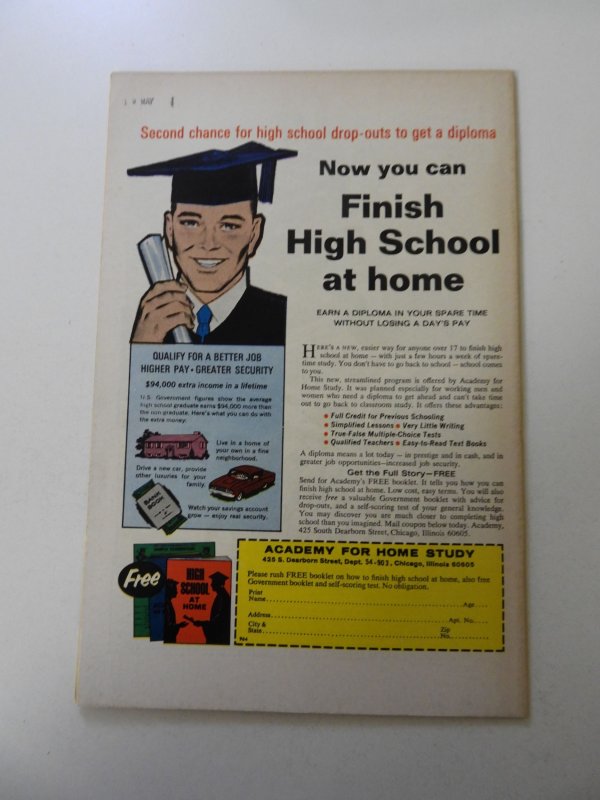 MAY 4
Second chance for high school drop-outs to get a diploma
Now you can
Finish
High School
at home
EARN A DIPLOMA IN YOUR SPARE TIME
WITHOUT LOSING A DAY'S PAY
HERE'S A NEW, easier way for anyone over 17 to finish high
school at home — with just a few hours a week of spare-
time study. You don't have to go back to school — school comes
to you.
This new, streamlined program is offered by Academy for
Home Study. It was planned especially for working men and
women who need a diploma to get ahead and can't take time
out to go back to classroom study. It offers these advantages:
• Full Credit for Previous Schooling
• Simplified Lessons • Very Little Writing
• True-False Multiple-Choice Tests
• Qualified Teachers • Easy-to-Read Text Books
A diploma means a lot today — in prestige and in cash, and in
greater job opportunities—increased job security.
Get the Full Story—FREE
Send for Academy's FREE booklet. It tells you how you can
finish high school at home. Low cost, easy terms. You will also
receive free a valuable Government booklet with advice for
drop-outs, and a self-scoring test of your general knowledge.
You may discover you are much closer to completing high
school than you imagined. Mail coupon below today. Academy,
425 South Dearborn Street, Chicago, Illinois 60605.
QUALIFY FOR A BETTER JOB
HIGHER PAY • GREATER SECURITY
$94,000 extra income in a lifetime
U.S. Government figures show the average
high school graduate earns $94,000 more than
the non graduate. Here's what you can do with
the extra money:
Live in a home of
your own in a fine
neighborhood.
Drive a new car, provide
other luxuries for your
family.
BANK
BOOK
Watch your savings account
grow — enjoy real security.
Free
HIGH
SCHOOL
AT
HOME
ACADEMY FOR HOME STUDY
425 S. Dearborn Street, Dept. 54-903, Chicago, Illinois 60605
Please rush FREE booklet on how to finish high school at home, also free
Government booklet and self-scoring test. No obligation.
Print
Name Age
Address Apt. No.
City & Zip
State No.